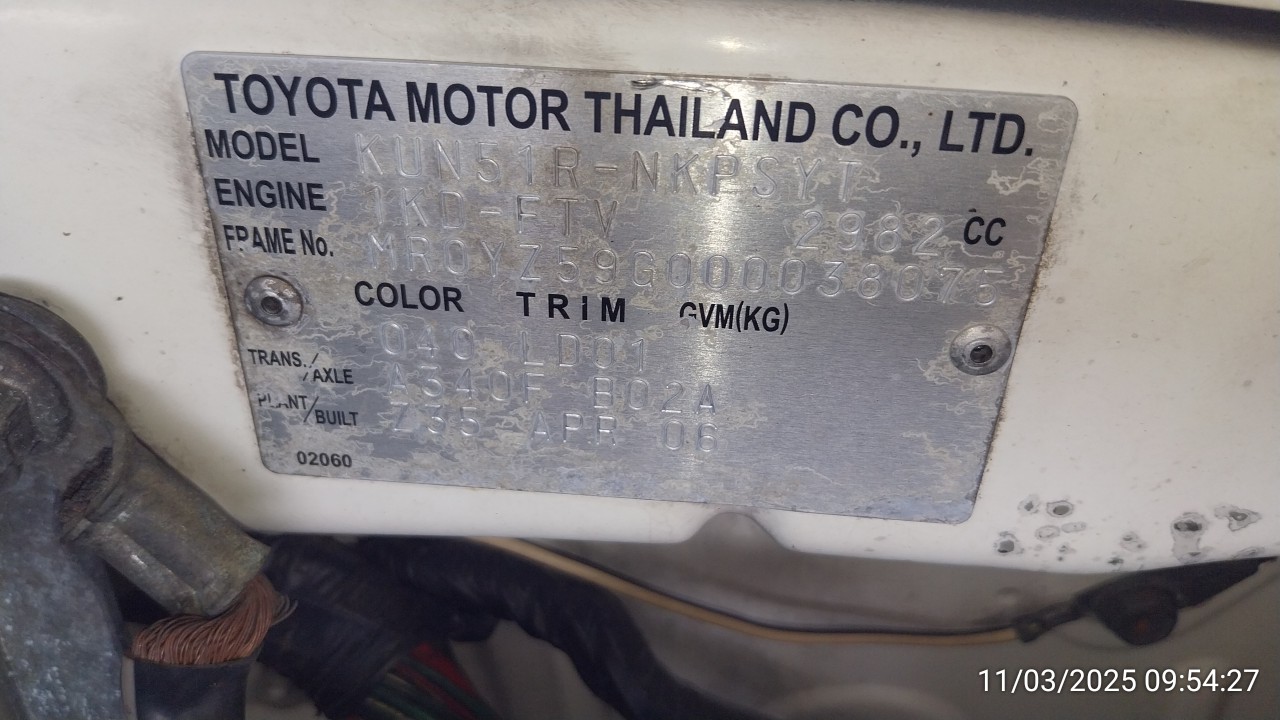 TOYOTA MOTOR THAILAND CO., LTD.
MODEL KUN51R-NKPSYT
ENGINE 1KD-FTV 2982 CC
FRAME No. MR0YZ59G000038075
COLOR TRIM GVM(KG)
040 LD01
TRANS./AXLE A340F B02A
PLANT/BUILT Z35 APR 06
02060
11/03/2025 09:54:27